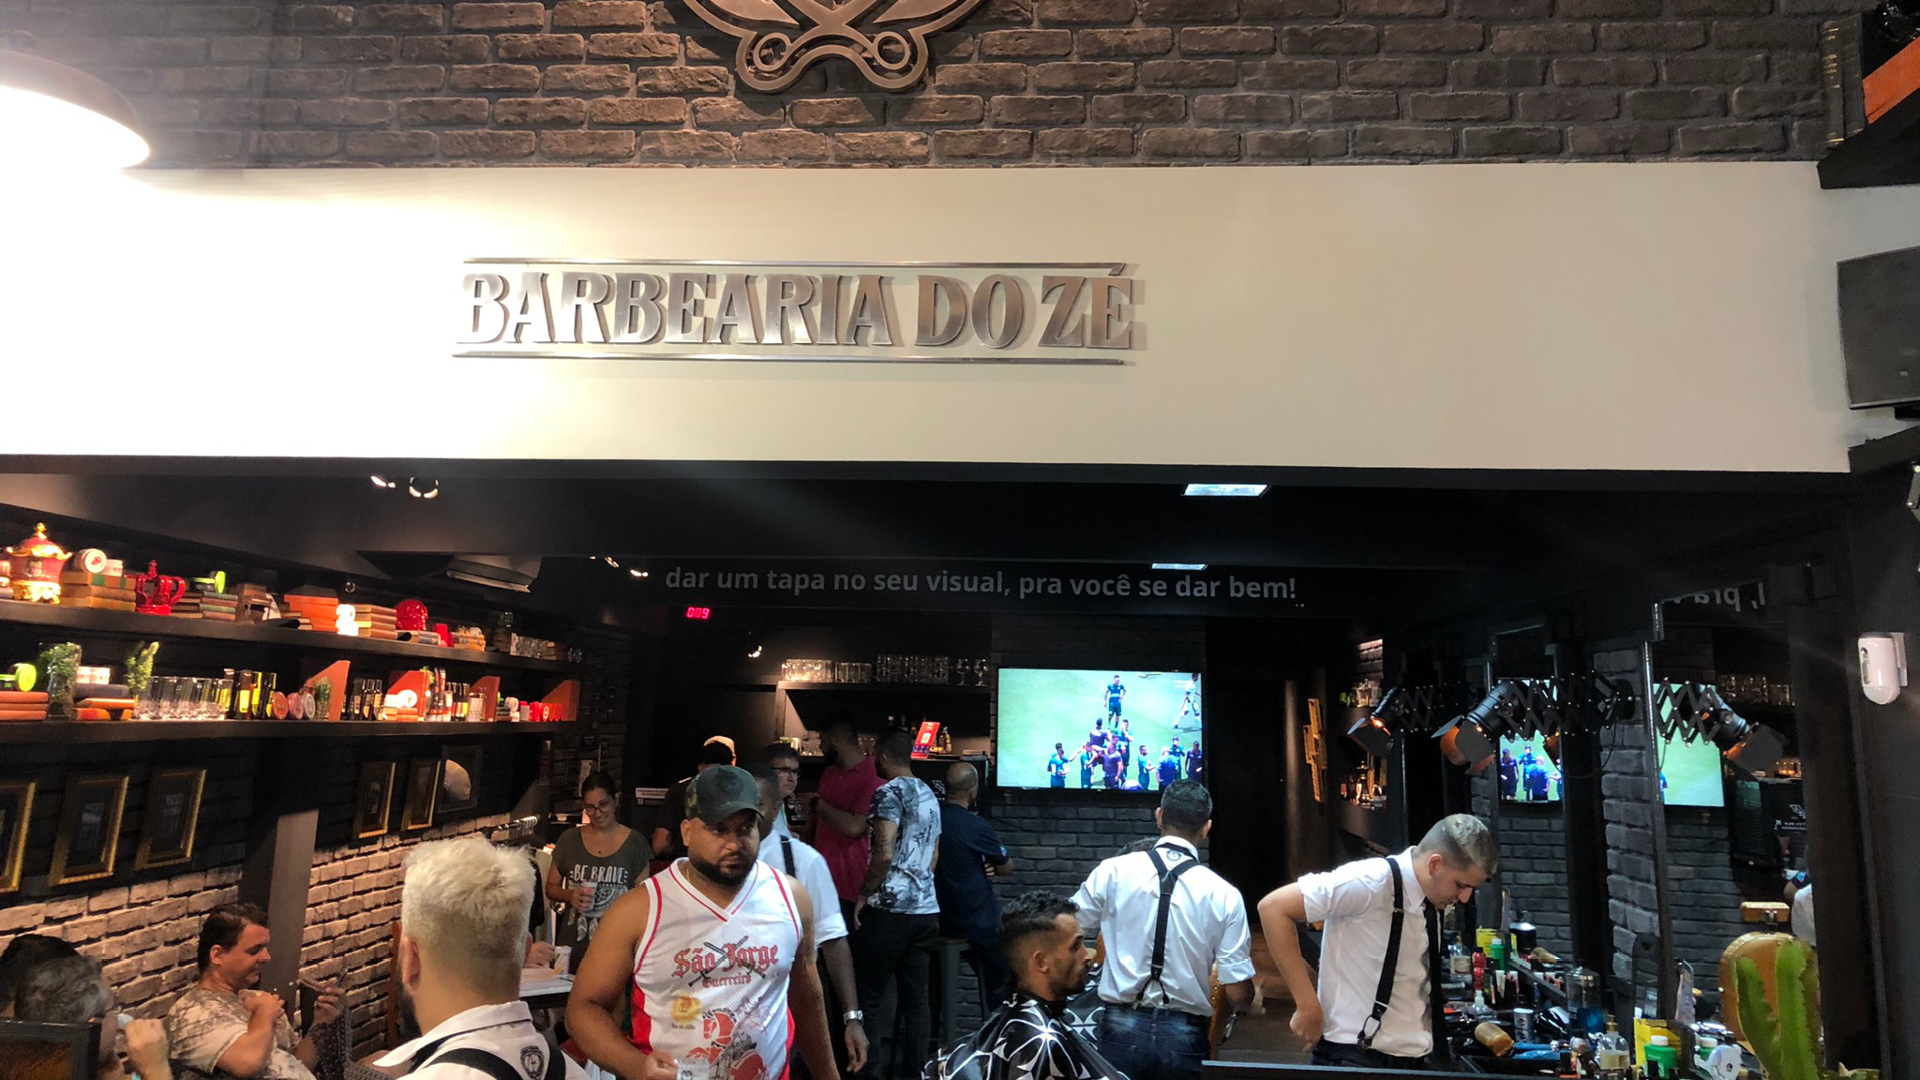 BARBEARIA DO ZÉ
dar um tapa no seu visual, pra você se dar bem!
009
BE BRAVE
São Jorge
Guerreiro